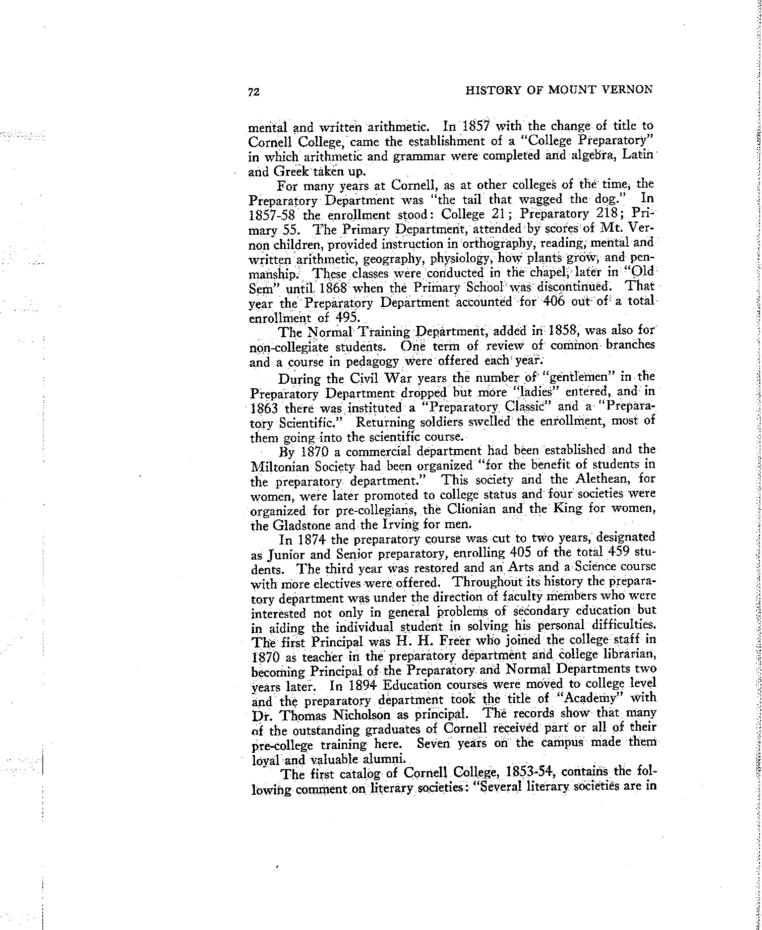 72 HISTORY OF MOUNT VERNON
mental and written arithmetic. In 1857 with the change of title to
Cornell College, came the establishment of a "College Preparatory"
in which arithmetic and grammar were completed and algebra, Latin
and Greek taken up.
For many years at Cornell, as at other colleges of the time, the
Preparatory Department was "the tail that wagged the dog." In
1857-58 the enrollment stood: College 21; Preparatory 218; Pri-
mary 55. The Primary Department, attended by scores of Mt. Ver-
non children, provided instruction in orthography, reading, mental and
written arithmetic, geography, physiology, how plants grow, and pen-
manship. These classes were conducted in the chapel, later in "Old
Sem" until 1868 when the Primary School was discontinued. That
year the Preparatory Department accounted for 406 out of a total
enrollment of 495.
The Normal Training Department, added in 1858, was also for
non-collegiate students. One term of review of common branches
and a course in pedagogy were offered each year.
During the Civil War years the number of "gentlemen" in the
Preparatory Department dropped but more "ladies" entered, and in
1863 there was instituted a "Preparatory Classic" and a "Prepara-
tory Scientific." Returning soldiers swelled the enrollment, most of
them going into the scientific course.
By 1870 a commercial department had been established and the
Miltonian Society had been organized "for the benefit of students in
the preparatory department." This society and the Alethean, for
women, were later promoted to college status and four societies were
organized for pre-collegians, the Clionian and the King for women,
the Gladstone and the Irving for men.
In 1874 the preparatory course was cut to two years, designated
as Junior and Senior preparatory, enrolling 405 of the total 459 stu-
dents. The third year was restored and an Arts and a Science course
with more electives were offered. Throughout its history the prepara-
tory department was under the direction of faculty members who were
interested not only in general problems of secondary education but
in aiding the individual student in solving his personal difficulties.
The first Principal was H. H. Freer who joined the college staff in
1870 as teacher in the preparatory department and college librarian,
becoming Principal of the Preparatory and Normal Departments two
years later. In 1894 Education courses were moved to college level
and the preparatory department took the title of "Academy" with
Dr. Thomas Nicholson as principal. The records show that many
of the outstanding graduates of Cornell received part or all of their
pre-college training here. Seven years on the campus made them
loyal and valuable alumni.
The first catalog of Cornell College, 1853-54, contains the fol-
lowing comment on literary societies: "Several literary societies are in